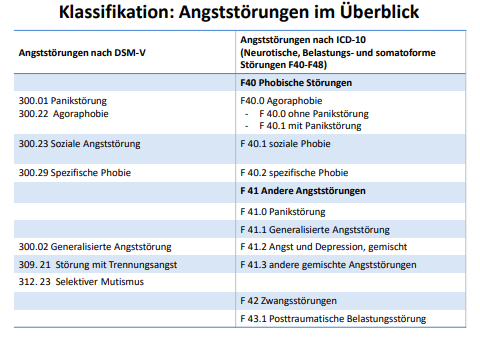 Klassifikation: Angststörungen im Überblick
Angststörungen nach DSM-V
Angststörungen nach ICD-10
(Neurotische, Belastungs- und somatoforme
Störungen F40-F48)
F40 Phobische Störungen
300.01 Panikstörung
300.22 Agoraphobie
F40.0 Agoraphobie
- F 40.0 ohne Panikstörung
- F 40.1 mit Panikstörung
300.23 Soziale Angststörung
F 40.1 soziale Phobie
300.29 Spezifische Phobie
F 40.2 spezifische Phobie
F 41 Andere Angststörungen
F 41.0 Panikstörung
F 41.1 Generalisierte Angststörung
300.02 Generalisierte Angststörung
F 41.2 Angst und Depression, gemischt
309. 21 Störung mit Trennungsangst
F 41.3 andere gemischte Angststörungen
312. 23 Selektiver Mutismus
F 42 Zwangsstörungen
F 43.1 Posttraumatische Belastungsstörung